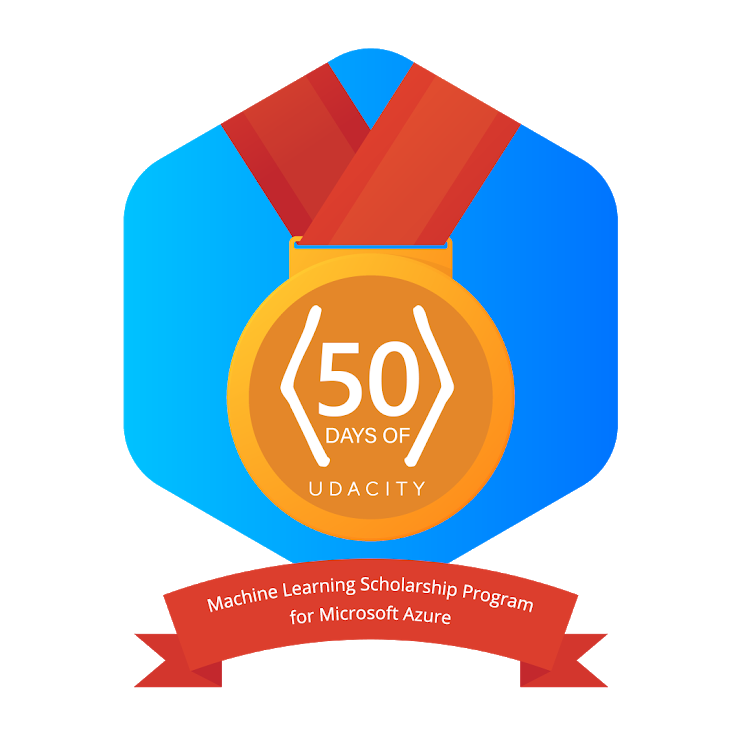 50
DAYS OF
UDACITY
Machine Learning Scholarship Program
for Microsoft Azure